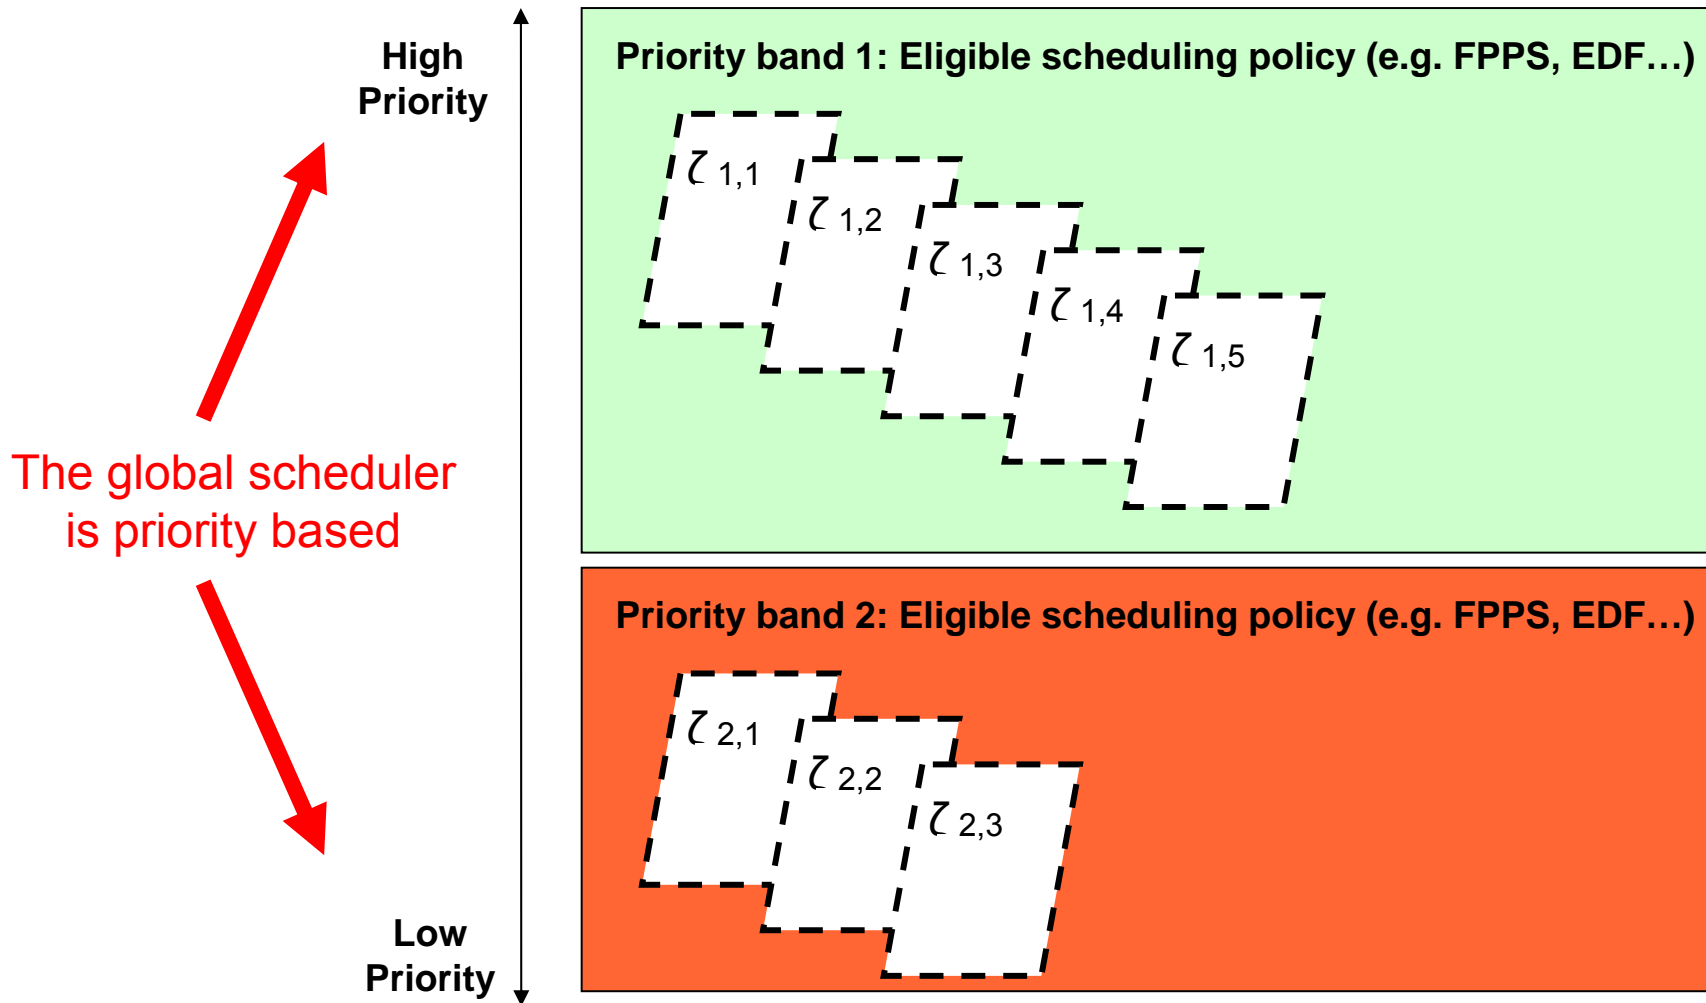 High
Priority
Priority band 1: Eligible scheduling policy (e.g. FPPS, EDF…)
ζ 1,1
ζ 1,2
ζ 1,3
ζ 1,4
ζ 1,5
The global scheduler
is priority based
Priority band 2: Eligible scheduling policy (e.g. FPPS, EDF…)
ζ 2,1
ζ 2,2
ζ 2,3
Low
Priority